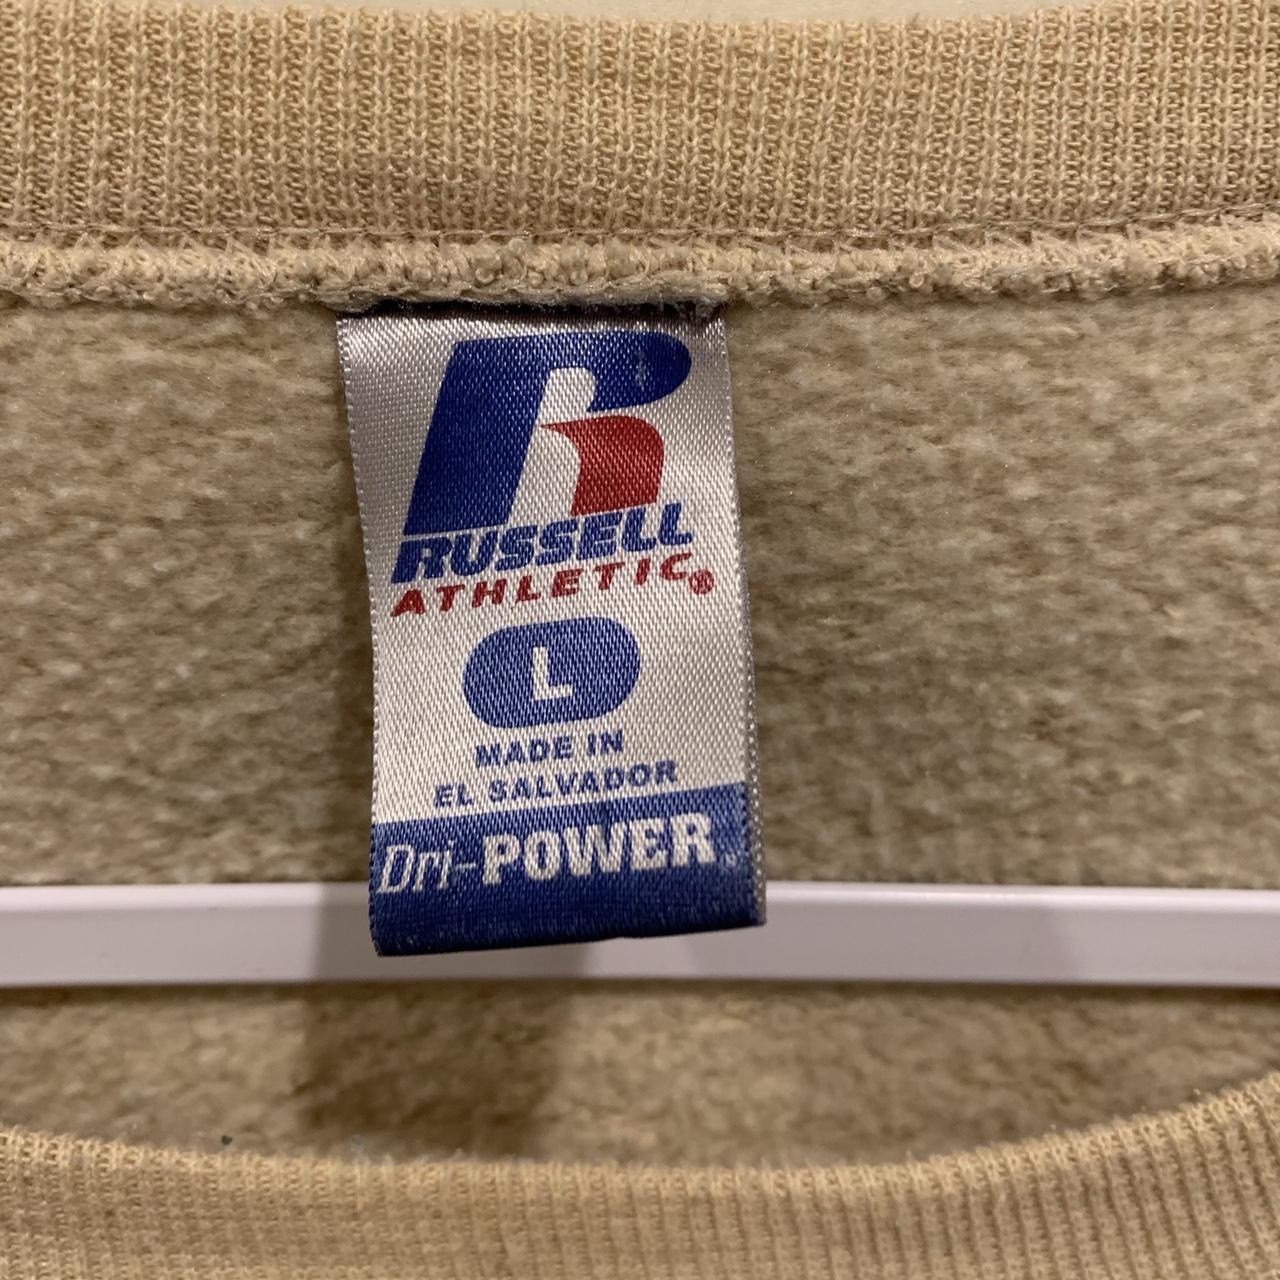 RUSSELL
ATHLETIC®
L
MADE IN
EL SALVADOR
Dri-POWER